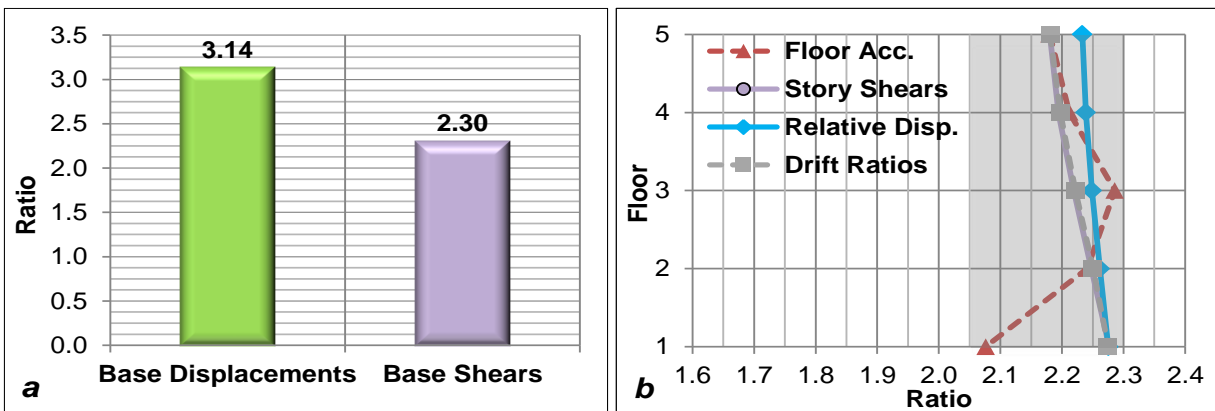 3.5
3.0
2.5
2.0
1.5
1.0
0.5
0.0
Ratio
3.14
2.30
Base Displacements Base Shears
a
5
4
3
2
1
Floor
Floor Acc.
Story Shears
Relative Disp.
Drift Ratios
1.6 1.7 1.8 1.9 2.0 2.1 2.2 2.3 2.4
Ratio
b